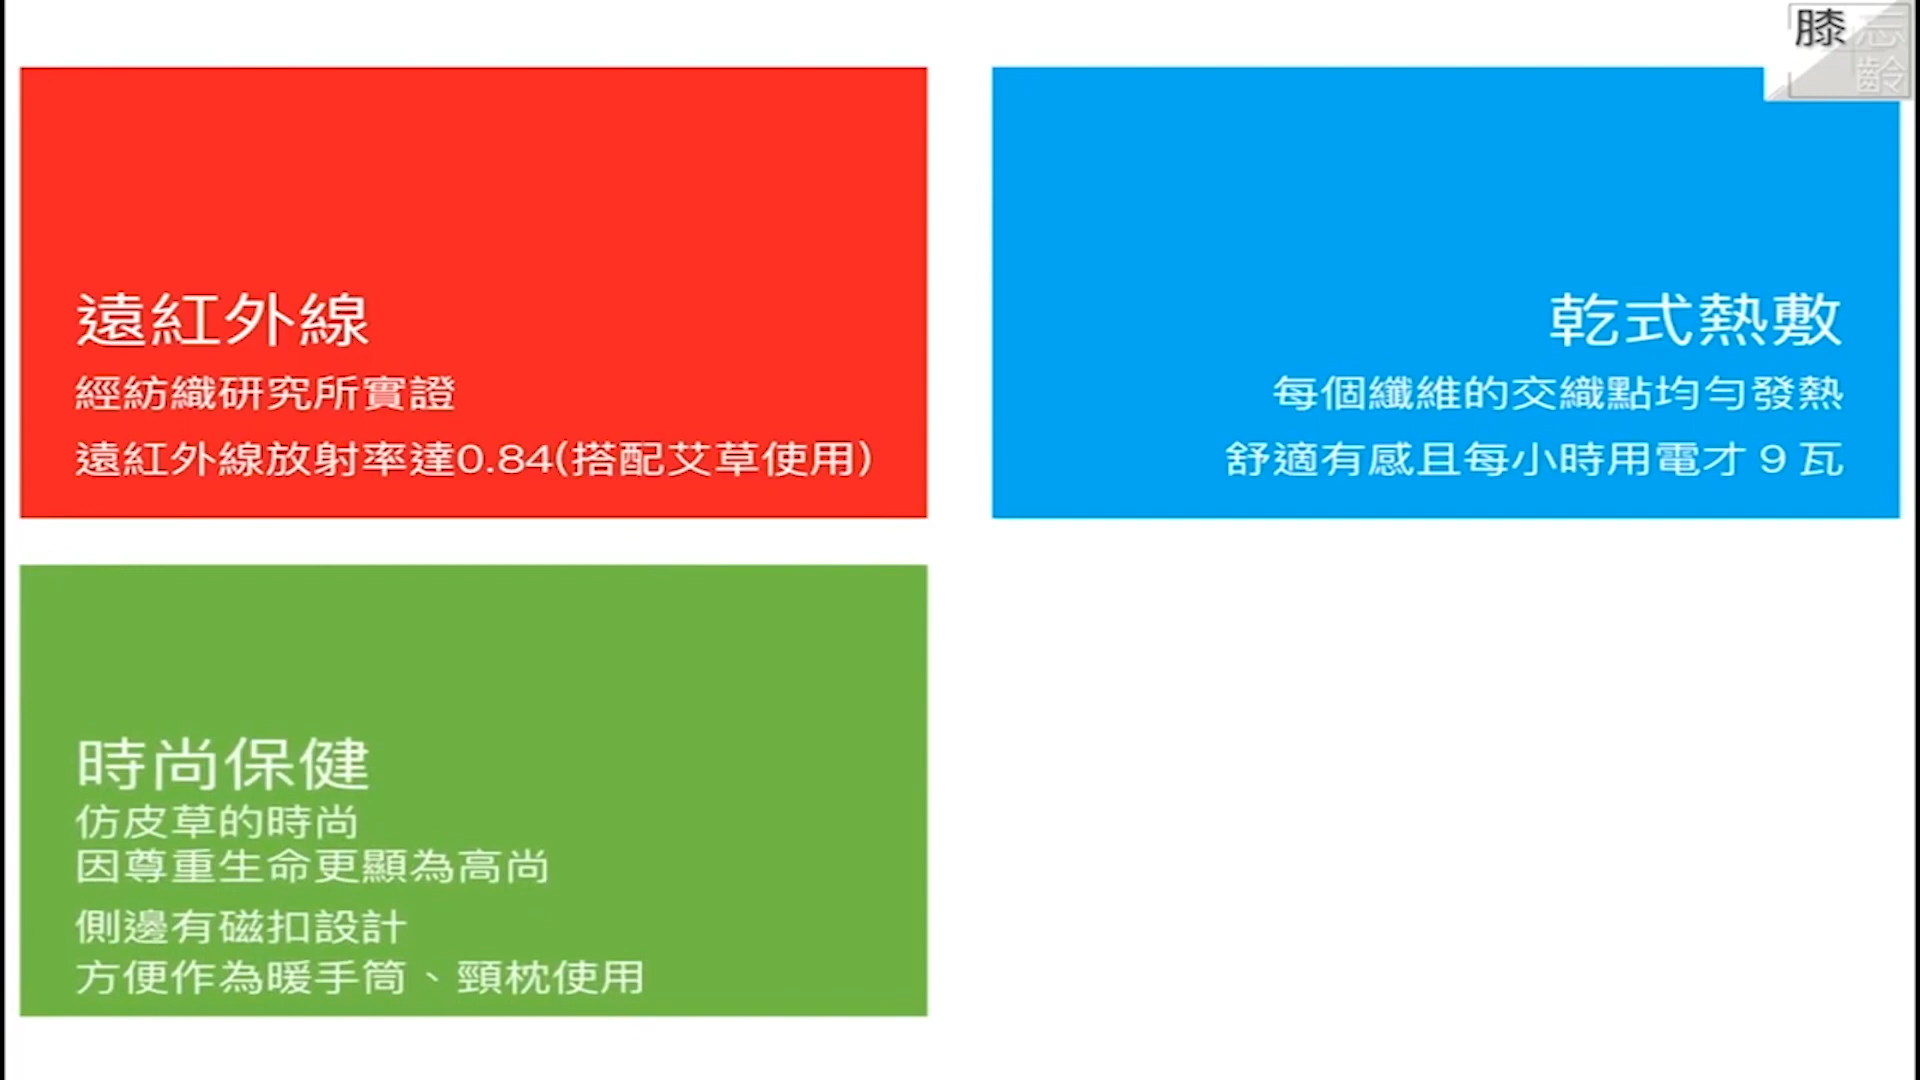 膝
忘
齡
遠紅外線
經紡織研究所實證
遠紅外線放射率達0.84(搭配艾草使用)
乾式熱敷
每個纖維的交織點均勻發熱
舒適有感且每小時用電才9瓦
時尚保健
仿皮草的時尚
因尊重生命更顯為高尚
側邊有磁扣設計
方便作為暖手筒、頸枕使用